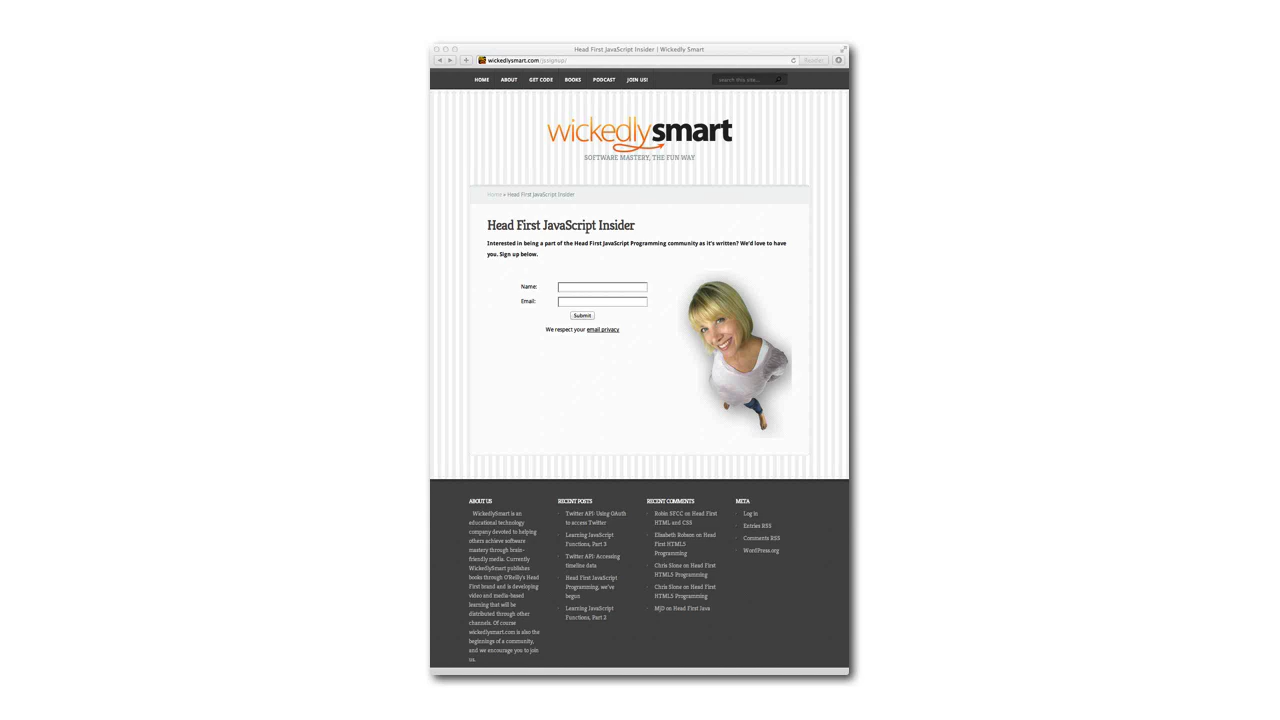 Head First JavaScript Insider | Wickedly Smart
wickedlysmart.com/jssignup/
Reader
HOME ABOUT GET CODE BOOKS PODCAST JOIN US!
search this site...
wickedlysmart
SOFTWARE MASTERY, THE FUN WAY
Home » Head First JavaScript Insider
Head First JavaScript Insider
Interested in being a part of the Head First JavaScript Programming community as it's written? We'd love to have
you. Sign up below.
Name:
Email:
Submit
We respect your email privacy
ABOUT US
WickedlySmart is an
educational technology
company devoted to helping
others achieve software
mastery through brain-
friendly media. Currently
WickedlySmart publishes
books through O'Reilly's Head
First brand and is developing
video and media-based
learning that will be
distributed through other
channels. Of course
wickedlysmart.com is also the
beginnings of a community,
and we encourage you to join
us.
RECENT POSTS
Twitter API: Using OAuth
to access Twitter
Learning JavaScript
Functions, Part 3
Twitter API: Accessing
timeline data
Head First JavaScript
Programming, we've
begun
Learning JavaScript
Functions, Part 2
RECENT COMMENTS
Robin SFCC on Head First
HTML and CSS
Elisabeth Robson on Head
First HTML5
Programming
Chris Slone on Head First
HTML5 Programming
Chris Slone on Head First
HTML5 Programming
MJD on Head First Java
META
Log in
Entries RSS
Comments RSS
WordPress.org